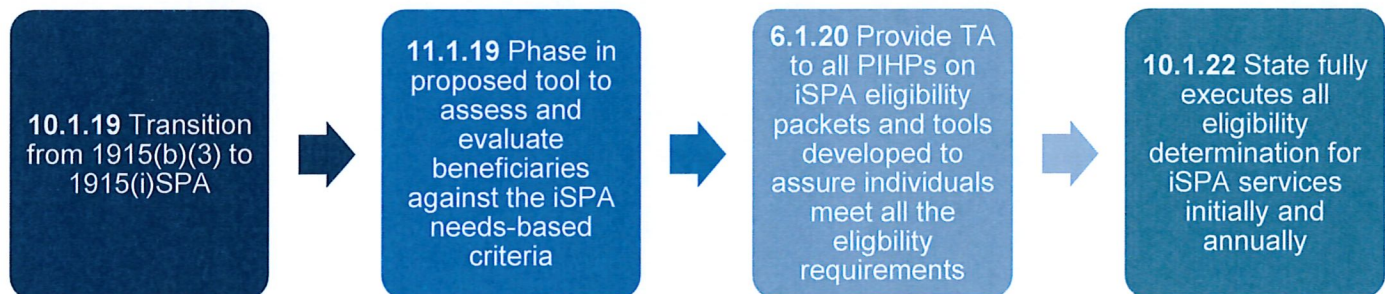 10.1.19 Transition
from 1915(b)(3) to
1915(i)SPA
11.1.19 Phase in
proposed tool to
assess and
evaluate
beneficiaries
against the iSPA
needs-based
criteria
6.1.20 Provide TA
to all PIHPs on
iSPA eligibility
packets and tools
developed to
assure individuals
meet all the
eligbility
requirements
10.1.22 State fully
executes all
eligibility
determination for
iSPA services
initially and
annually